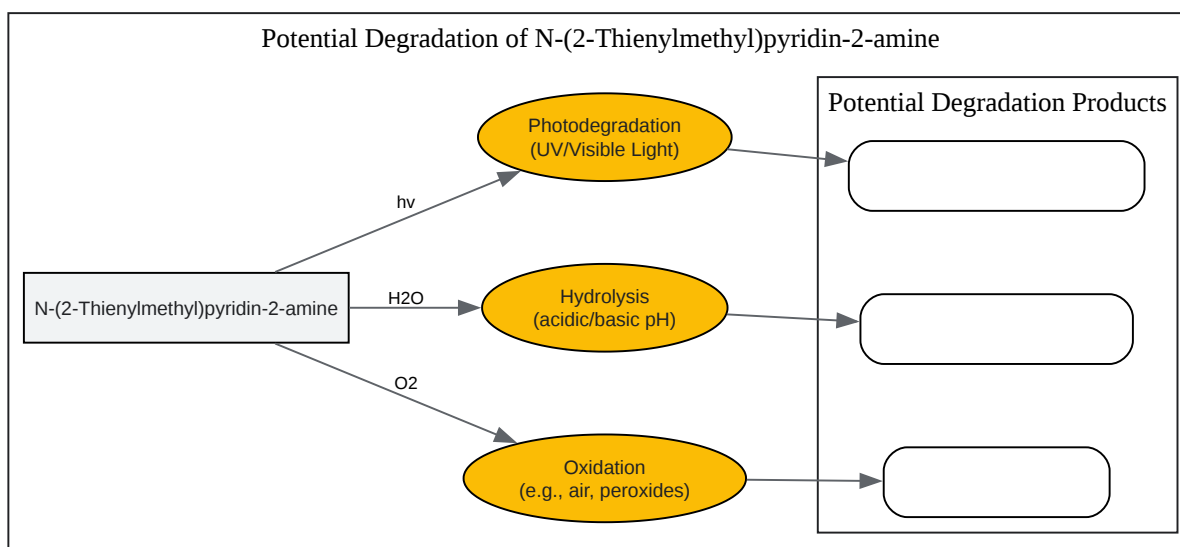 Potential Degradation of N-(2-Thienylmethyl)pyridin-2-amine
Potential Degradation Products
Photodegradation
(UV/Visible Light)
hv
N-(2-Thienylmethyl)pyridin-2-amine
H2O
Hydrolysis
(acidic/basic pH)
O2
Oxidation
(e.g., air, peroxides)